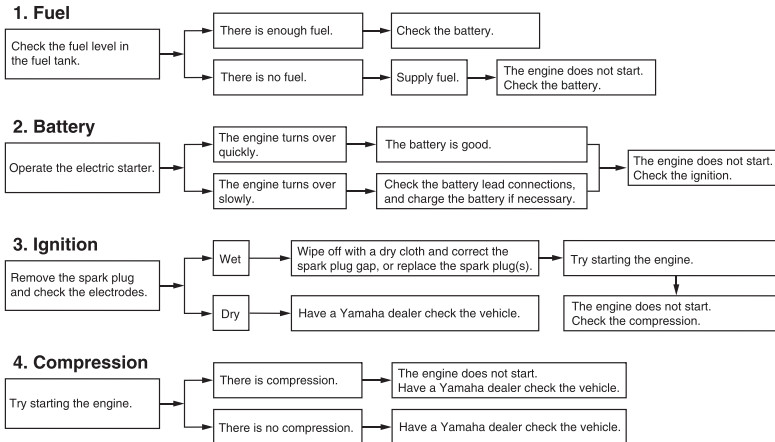 1. Fuel
Check the fuel level in
the fuel tank.
There is enough fuel.
Check the battery.
There is no fuel.
Supply fuel.
The engine does not start.
Check the battery.
2. Battery
Operate the electric starter.
The engine turns over
quickly.
The battery is good.
The engine turns over
slowly.
Check the battery lead connections,
and charge the battery if necessary.
The engine does not start.
Check the ignition.
3. Ignition
Remove the spark plug
and check the electrodes.
Wet
Wipe off with a dry cloth and correct the
spark plug gap, or replace the spark plug(s).
Try starting the engine.
Dry
Have a Yamaha dealer check the vehicle.
The engine does not start.
Check the compression.
4. Compression
Try starting the engine.
There is compression.
The engine does not start.
Have a Yamaha dealer check the vehicle.
There is no compression.
Have a Yamaha dealer check the vehicle.